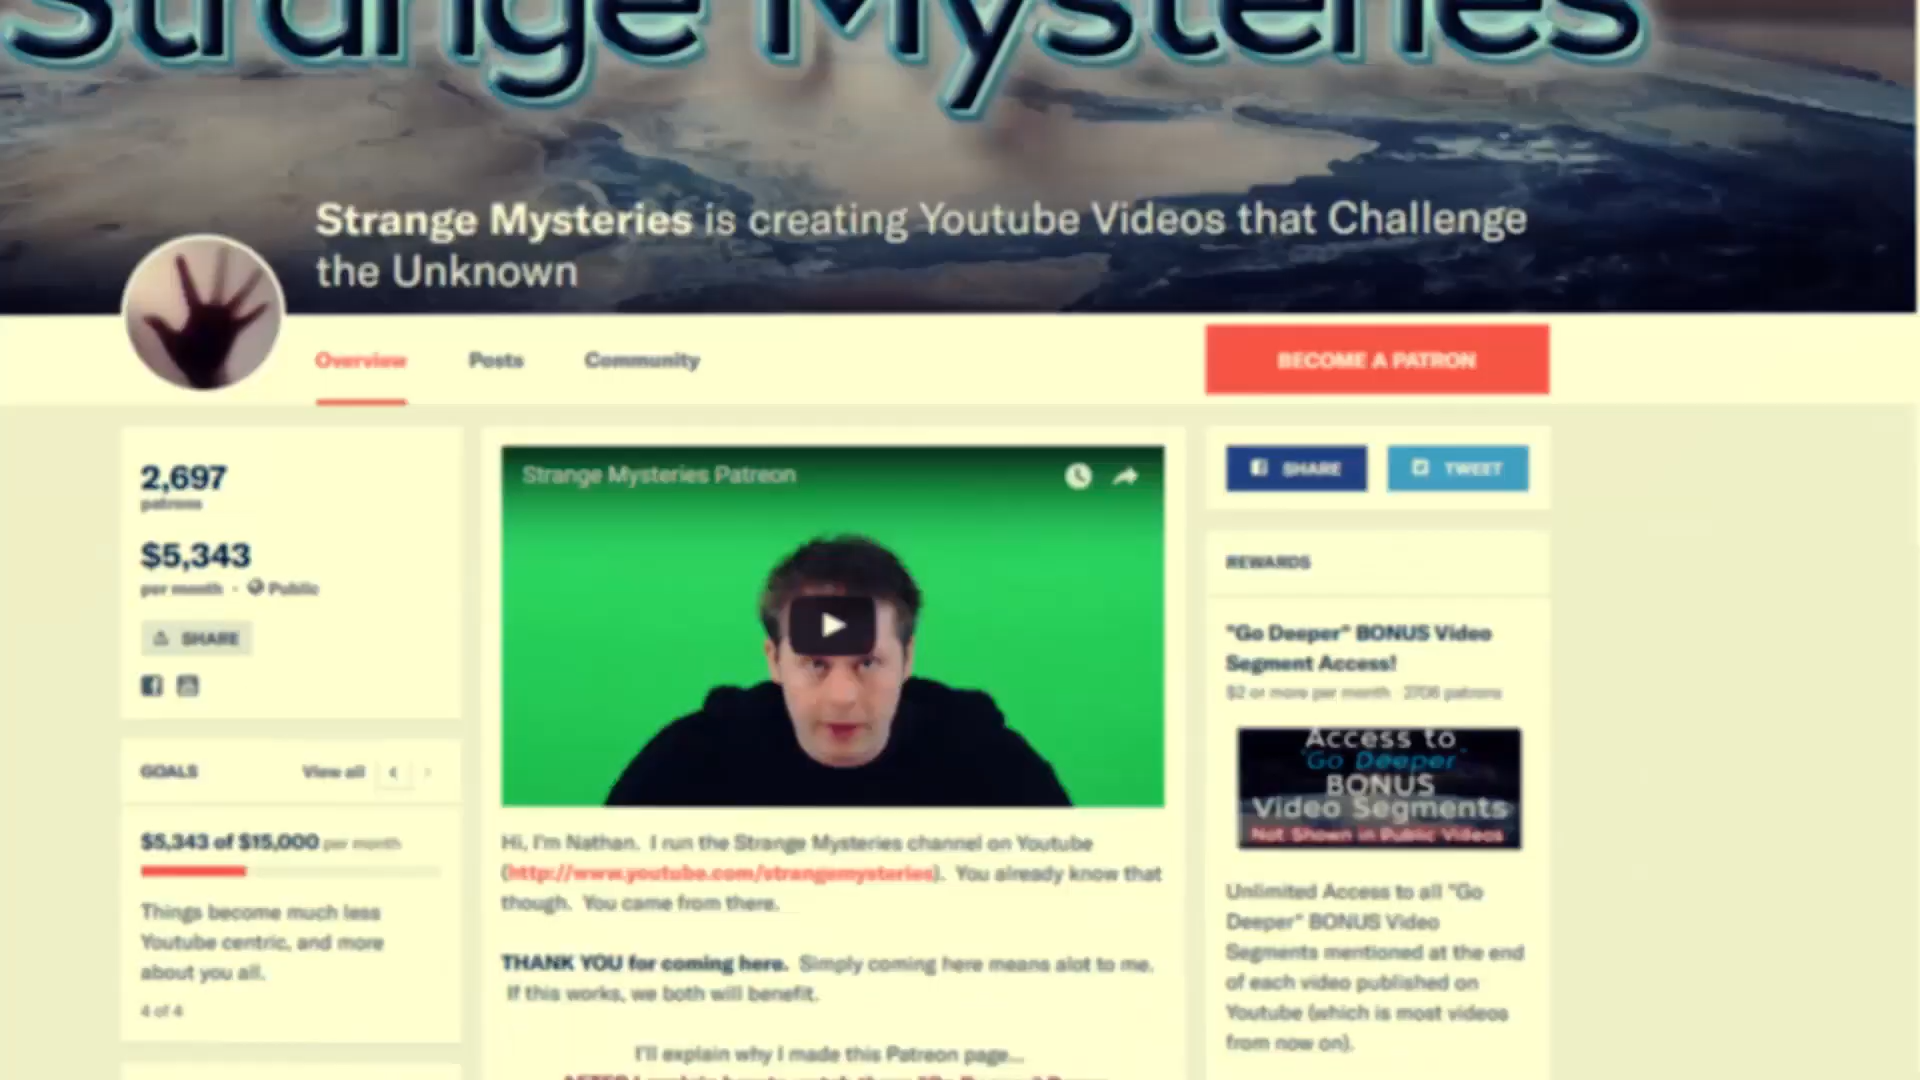 Strange Mysteries
Strange Mysteries is creating Youtube Videos that Challenge
the Unknown
Overview
Posts
Community
BECOME A PATRON
2,697
patrons
$5,343
per month · Public
SHARE
GOALS
View all
$5,343 of $15,000 per month
Things become much less
Youtube centric, and more
about you all.
4 of 4
Strange Mysteries Patreon
Hi, I'm Nathan. I run the Strange Mysteries channel on Youtube
(http://www.youtube.com/strangemysteries). You already know that
though. You came from there.
THANK YOU for coming here. Simply coming here means alot to me.
If this works, we both will benefit.
I'll explain why I made this Patreon page...
SHARE
TWEET
REWARDS
"Go Deeper" BONUS Video
Segment Access!
$2 or more per month · 2706 patrons
Access to
"Go Deeper"
BONUS
Video Segments
Not Shown in Public Videos
Unlimited Access to all "Go
Deeper" BONUS Video
Segments mentioned at the end
of each video published on
Youtube (which is most videos
from now on).